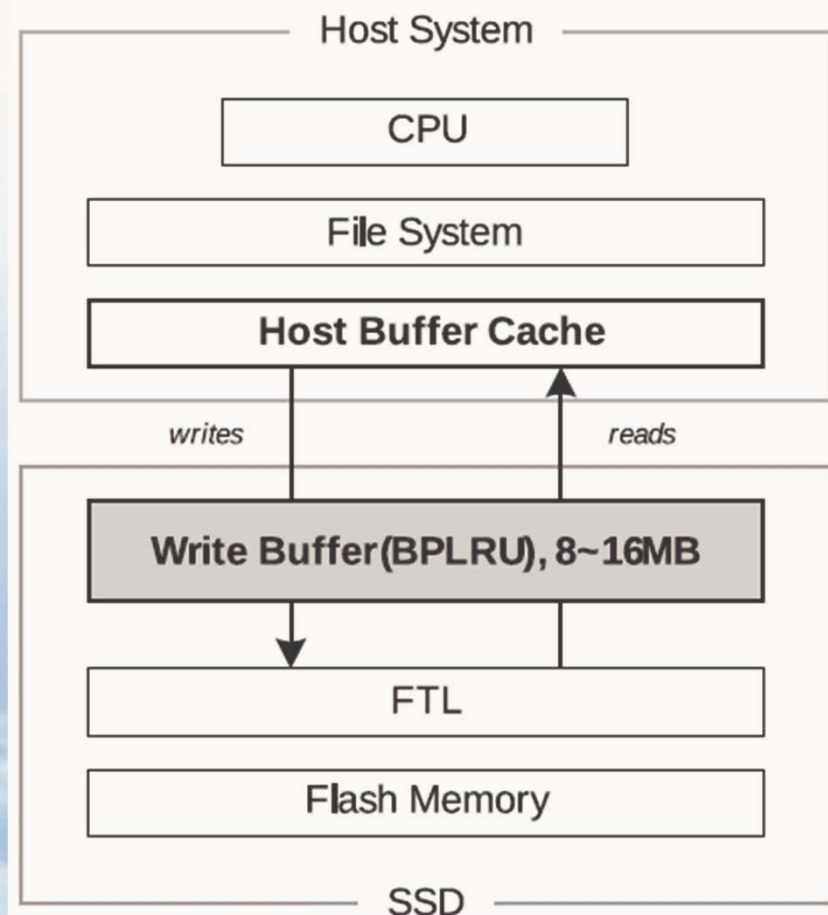 Host System
CPU
File System
Host Buffer Cache
writes
reads
Write Buffer(BPLRU), 8~16MB
FTL
Flash Memory
SSD